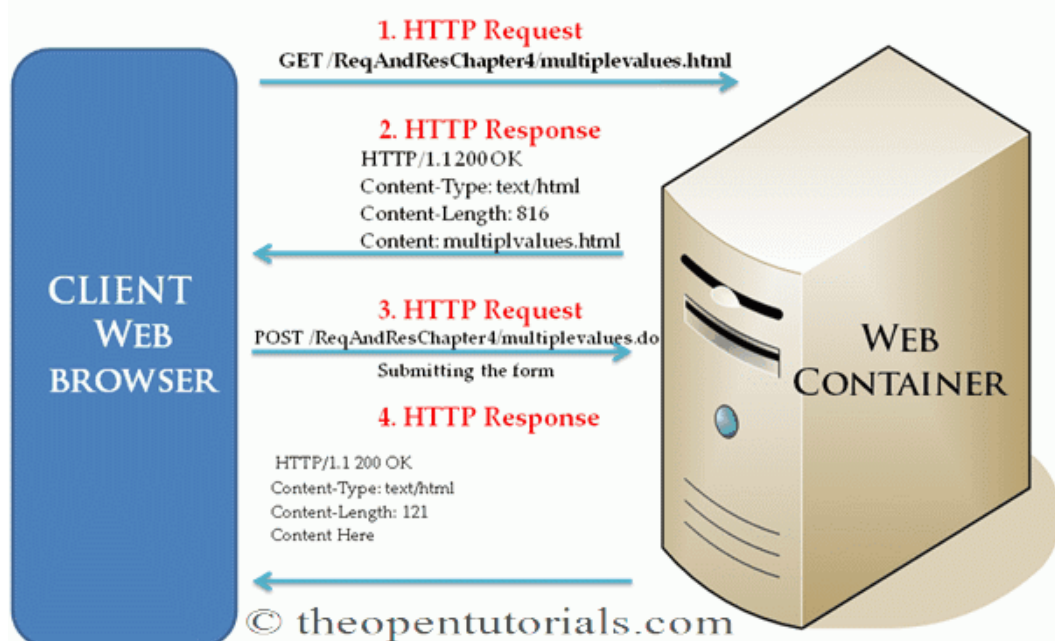 1. HTTP Request
GET /ReqAndResChapter4/multiplevalues.html
2. HTTP Response
HTTP/1.1 200 OK
Content-Type: text/html
Content-Length: 816
Content: multiplvalues.html
3. HTTP Request
POST /ReqAndResChapter4/multiplevalues.do
Submitting the form
4. HTTP Response
HTTP/1.1 200 OK
Content-Type: text/html
Content-Length: 121
Content Here
CLIENT
WEB
BROWSER
WEB
CONTAINER
© theopentutorials.com